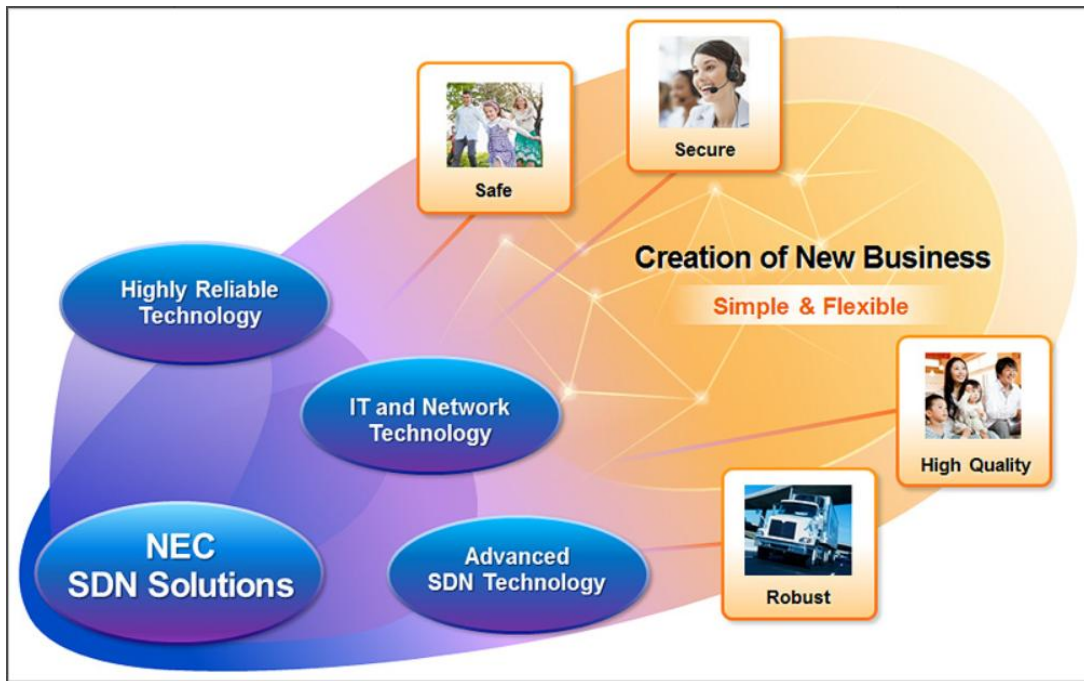 Safe
Secure
Creation of New Business
Simple & Flexible
Highly Reliable
Technology
IT and Network
Technology
High Quality
NEC
SDN Solutions
Advanced
SDN Technology
Robust